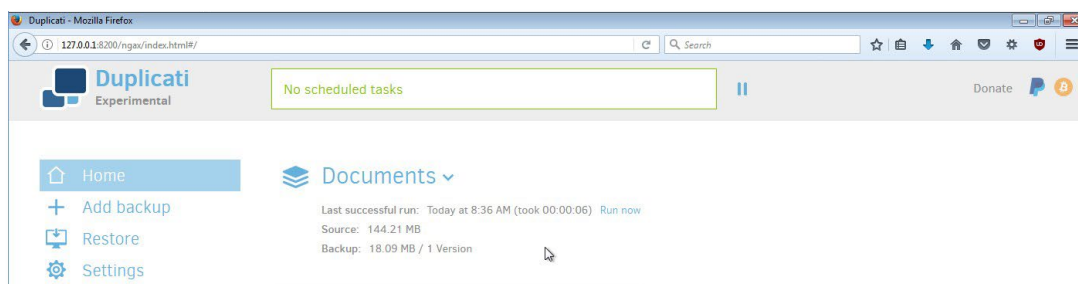 Duplicati - Mozilla Firefox
127.0.0.1:8200/ngax/index.html#/
Search
Duplicati
Experimental
No scheduled tasks
Donate
Home
Documents
Add backup
Last successful run: Today at 8:36 AM (took 00:00:06) Run now
Restore
Source: 144.21 MB
Backup: 18.09 MB / 1 Version
Settings